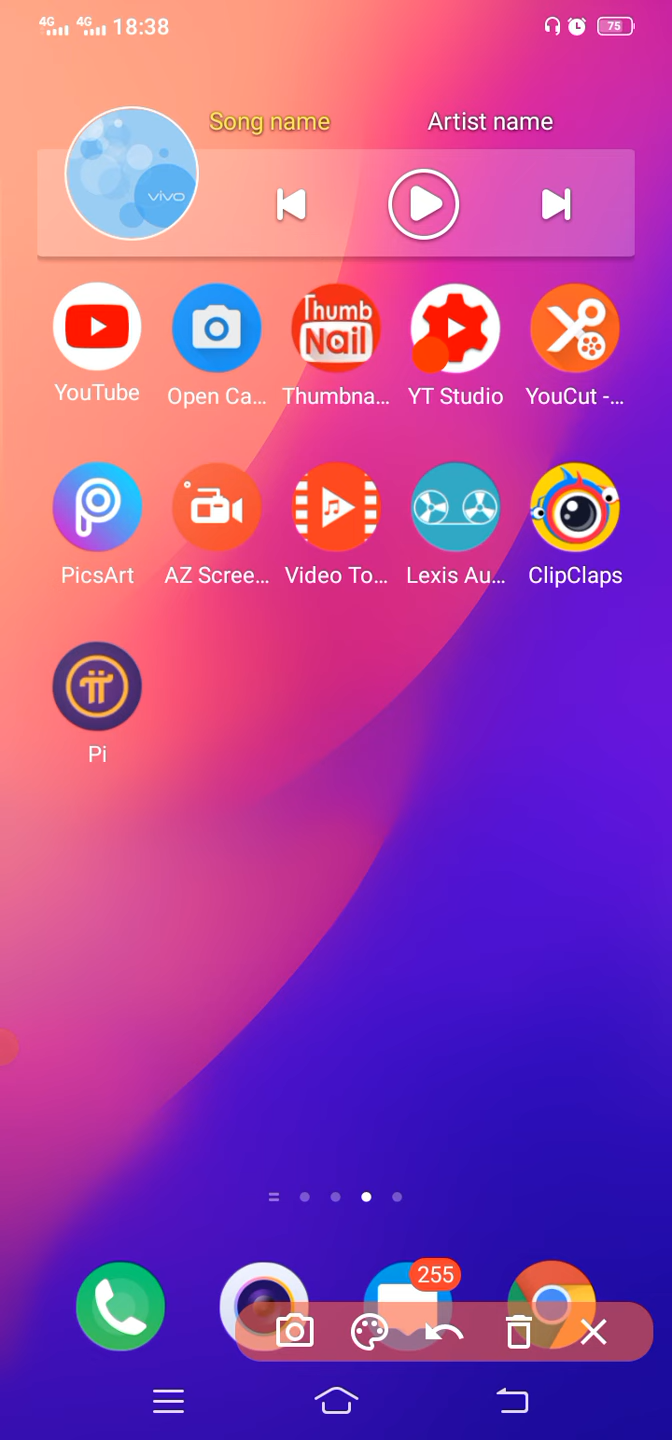 4G 4G 18:38 75
Song name Artist name
vivo
Thumb
Nail
YouTube Open Ca... Thumbna... YT Studio YouCut -...
PicsArt AZ Scree... Video To... Lexis Au... ClipClaps
Pi
255